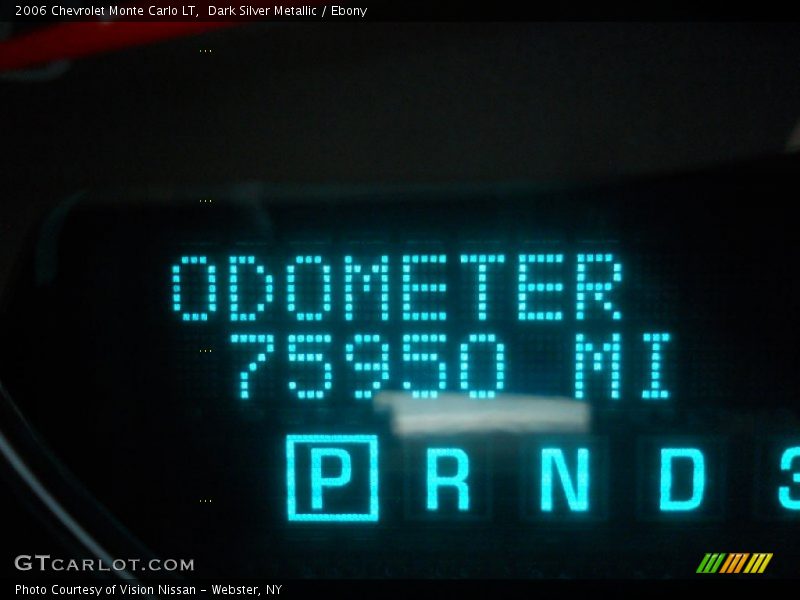 2006 Chevrolet Monte Carlo LT,  Dark Silver Metallic / Ebony
ODOMETER
75950 MI
P R N D 3
GTCARLOT.COM
Photo Courtesy of Vision Nissan - Webster, NY